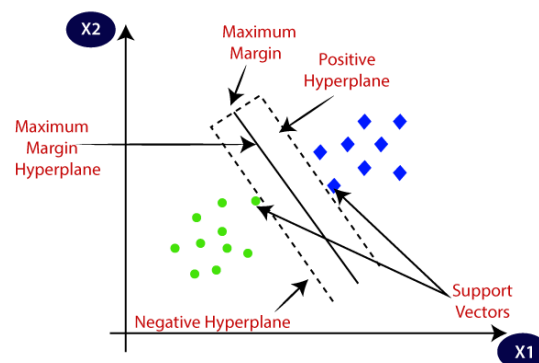 X2
Maximum
Margin
Positive
Hyperplane
Maximum
Margin
Hyperplane
Support
Vectors
Negative Hyperplane
X1